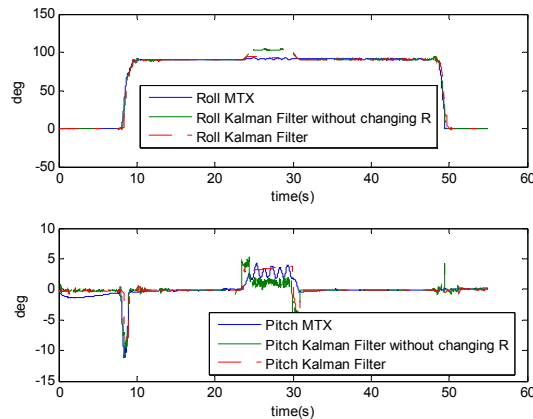 150
100
50
0
-50
deg
Roll MTX
Roll Kalman Filter without changing R
Roll Kalman Filter
0 10 20 30 40 50 60
time(s)
10
5
0
-5
-10
-15
deg
Pitch MTX
Pitch Kalman Filter without changing R
Pitch Kalman Filter
0 10 20 30 40 50 60
time(s)